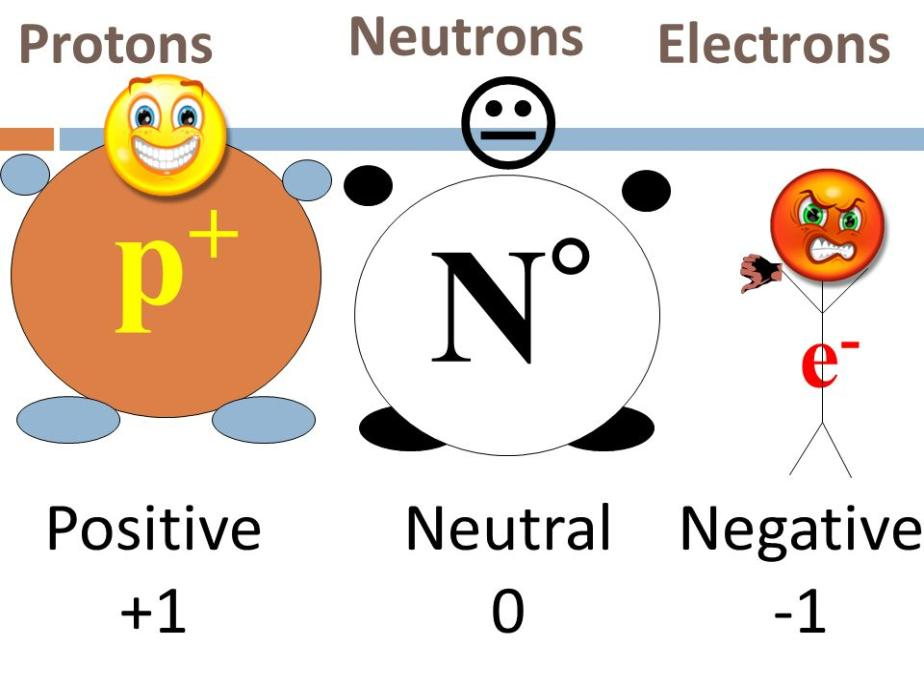 Protons
Neutrons
Electrons
p+
N°
e-
Positive
Neutral
Negative
+1
0
-1